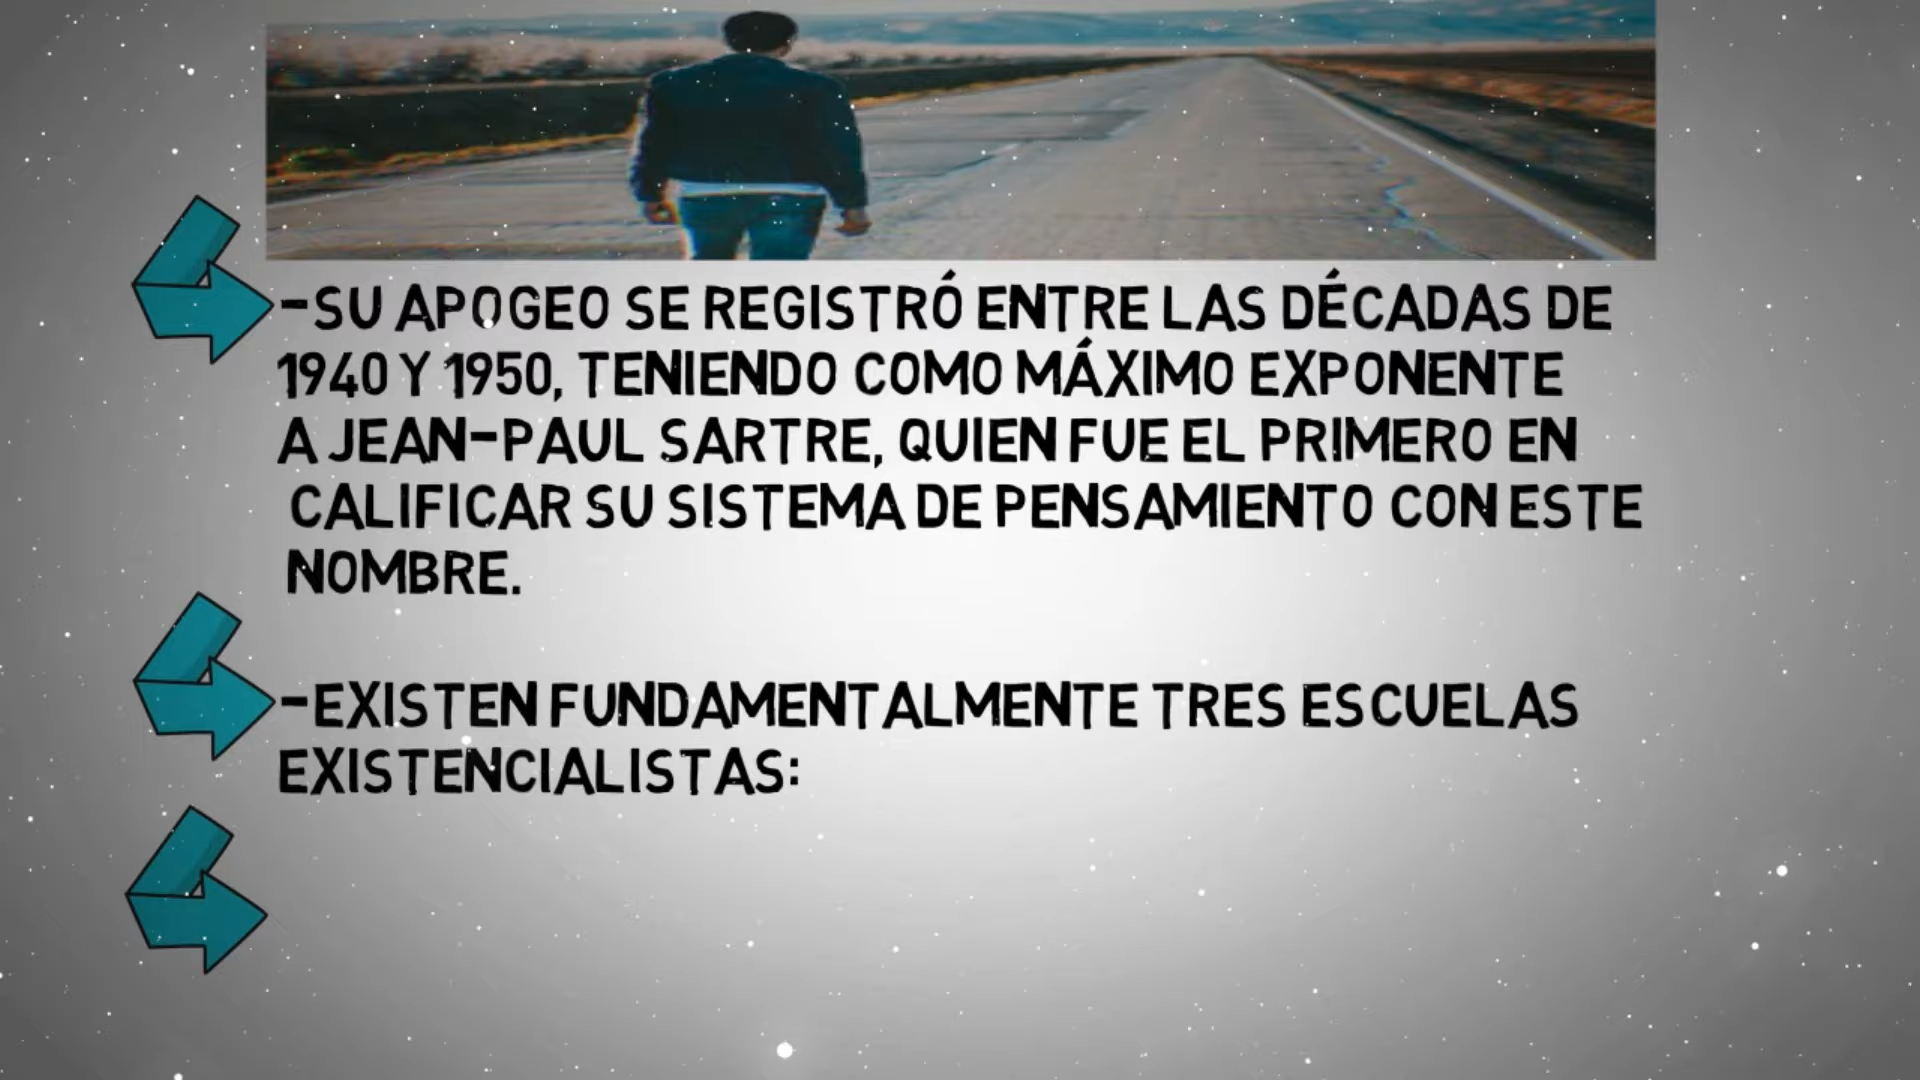 -SU APOGEO SE REGISTRÓ ENTRE LAS DÉCADAS DE
1940 Y 1950, TENIENDO COMO MÁXIMO EXPONENTE
A JEAN-PAUL SARTRE, QUIEN FUE EL PRIMERO EN
CALIFICAR SU SISTEMA DE PENSAMIENTO CON ESTE
NOMBRE.
-EXISTEN FUNDAMENTALMENTE TRES ESCUELAS
EXISTENCIALISTAS: